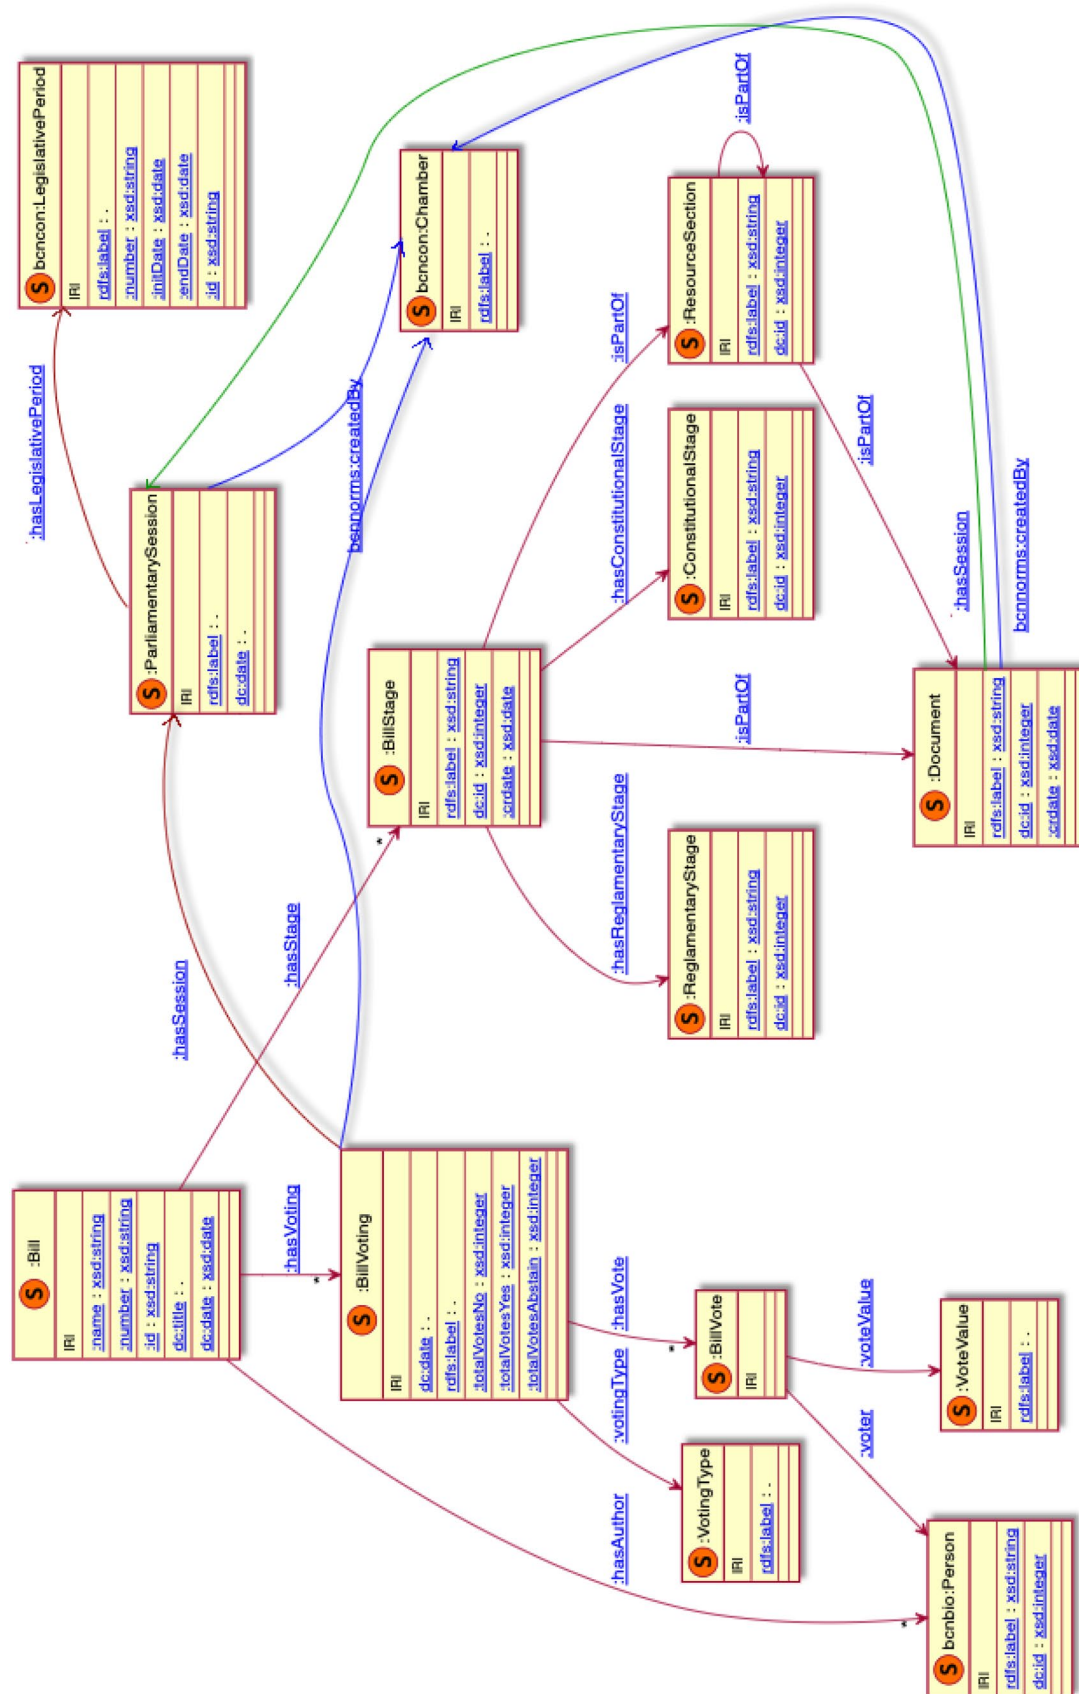 S :Bill
IRI
:name : xsd:string
:number : xsd:string
:id : xsd:string
dc:title : .
dc:date : xsd:date
:hasVoting
*
:hasStage
*
:hasAuthor
*
:hasSession
S :BillVoting
IRI
dc:date : .
rdfs:label : .
:totalVotesNo : xsd:integer
:totalVotesYes : xsd:integer
:totalVotesAbstain : xsd:integer
:votingType
:hasVote
*
S :VotingType
IRI
rdfs:label : .
S :BillVote
IRI
:voter
:voteValue
S bcnbio:Person
IRI
rdfs:label : xsd:string
dc:id : xsd:integer
S :VoteValue
IRI
rdfs:label : .
S :ParliamentarySession
IRI
rdfs:label : .
dc:date : .
:hasLegislativePeriod
S bcncon:LegislativePeriod
IRI
rdfs:label : .
:number : xsd:string
:initDate : xsd:date
:endDate : xsd:date
:id : xsd:string
bcnnorms:createdBy
S bcncon:Chamber
IRI
rdfs:label : .
S :BillStage
IRI
rdfs:label : xsd:string
dc:id : xsd:integer
:crdate : xsd:date
:hasReglamentaryStage
:isPartOf
:hasConstitutionalStage
:isPartOf
S :ReglamentaryStage
IRI
rdfs:label : xsd:string
dc:id : xsd:integer
S :ConstitutionalStage
IRI
rdfs:label : xsd:string
dc:id : xsd:integer
S :ResourceSection
IRI
rdfs:label : xsd:string
dc:id : xsd:integer
:isPartOf
:isPartOf
S :Document
IRI
rdfs:label : xsd:string
dc:id : xsd:integer
:crdate : xsd:date
:hasSession
bcnnorms:createdBy